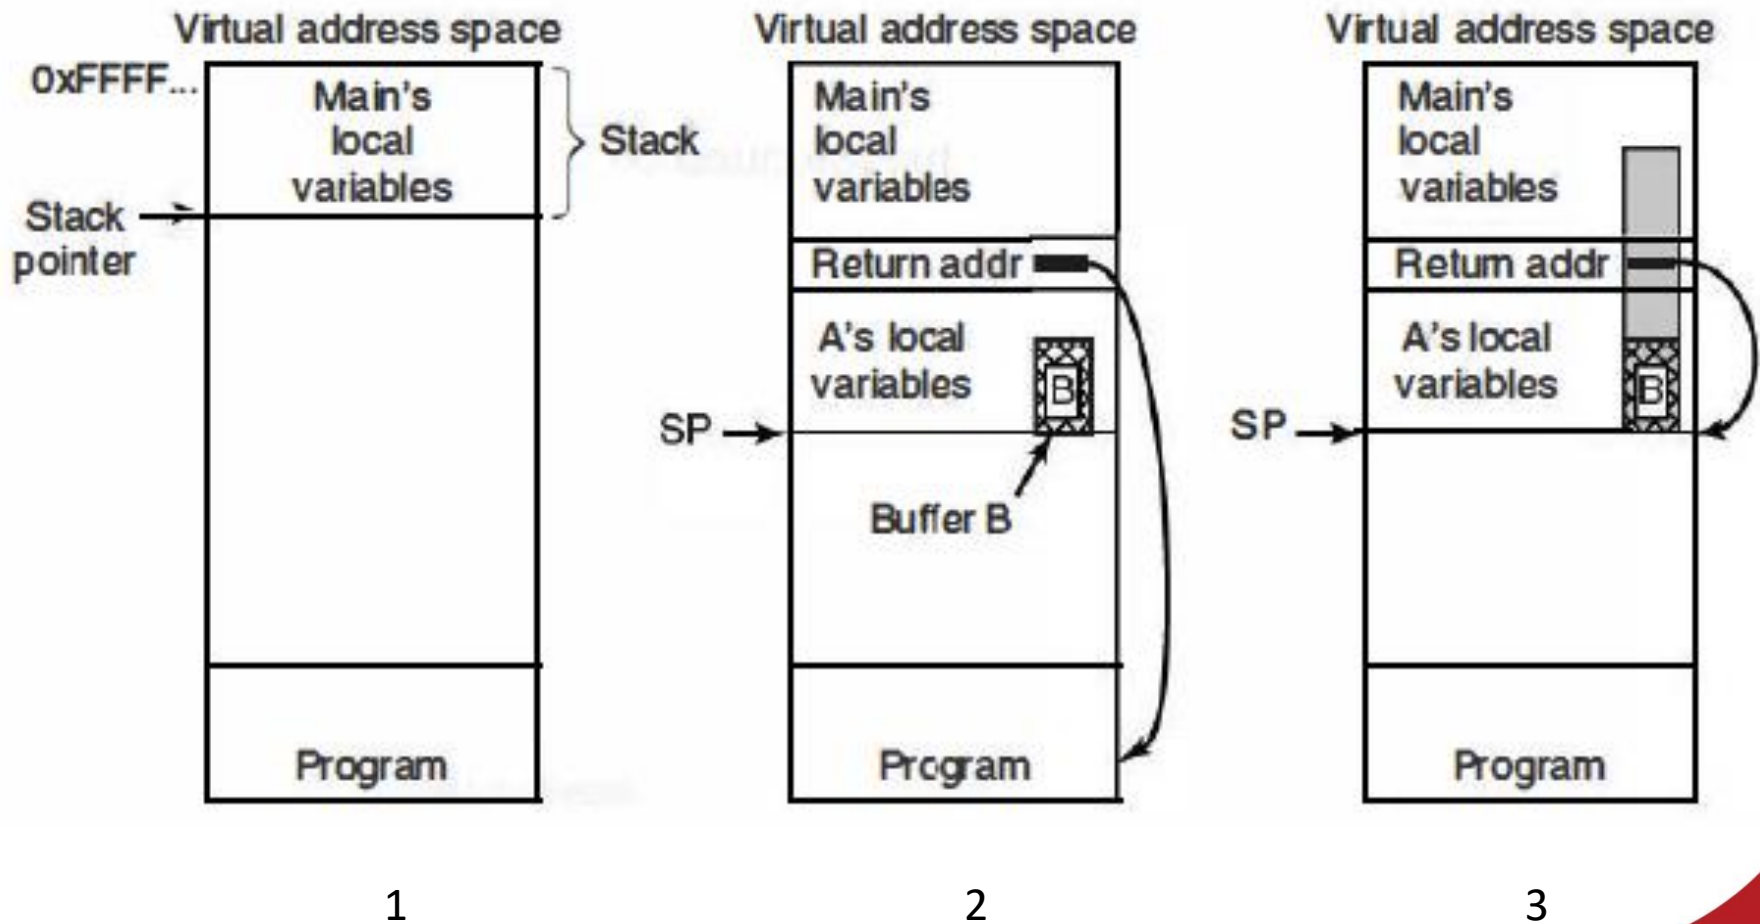 Virtual address space
0xFFFF...
Main's
local
variables
Stack
Stack
pointer
Program
1
Virtual address space
Main's
local
variables
Return addr
A's local
variables
B
SP
Buffer B
Program
2
Virtual address space
Main's
local
variables
Return addr
A's local
variables
B
SP
Program
3